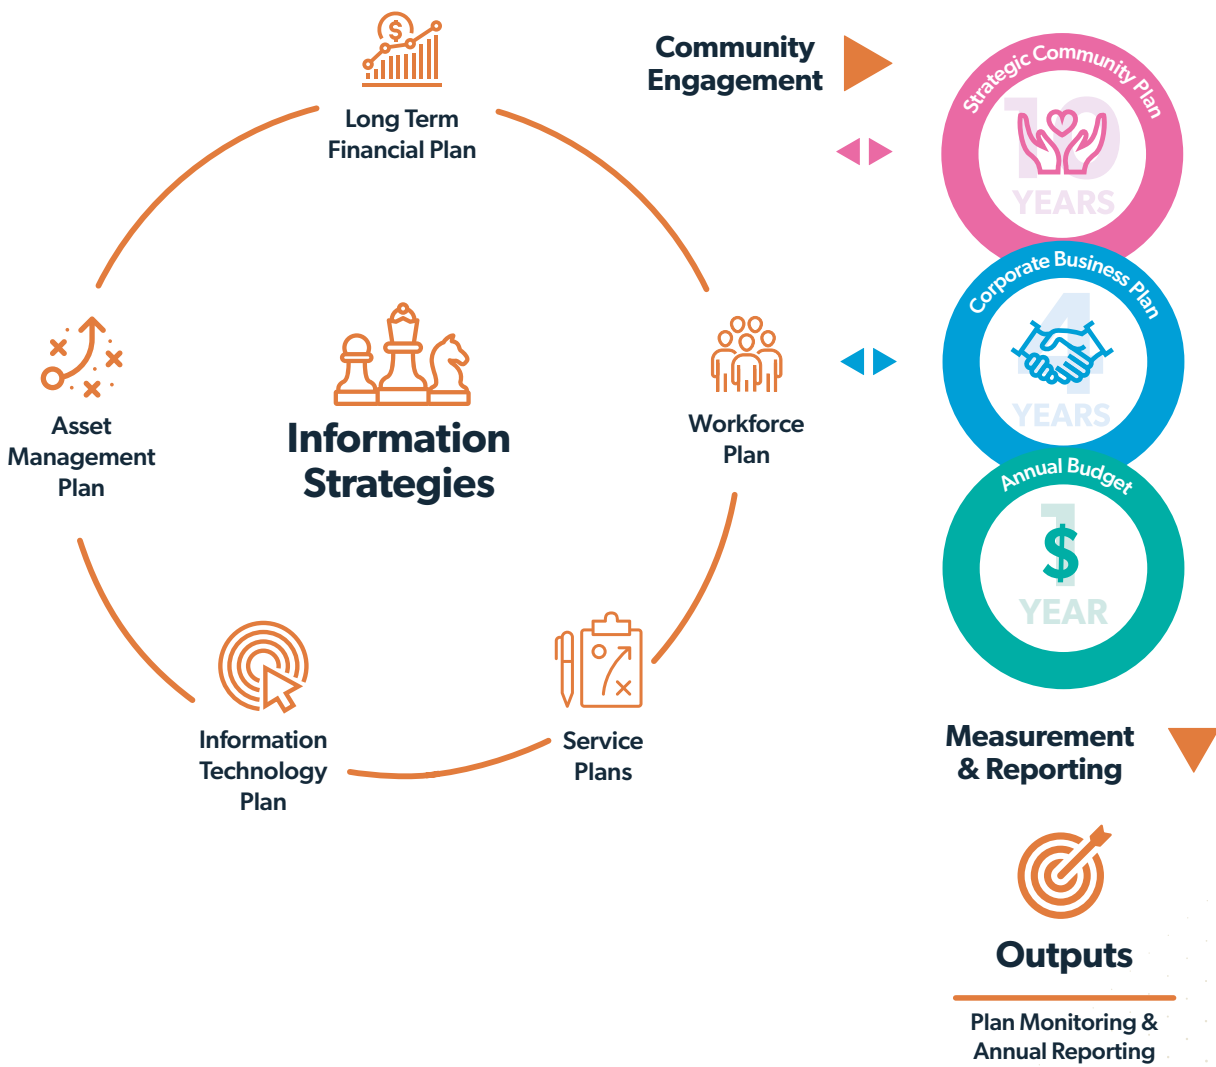 Long Term
Financial Plan
Asset
Management
Plan
Information
Strategies
Workforce
Plan
Information
Technology
Plan
Service
Plans
Community
Engagement
Strategic Community Plan
10
YEARS
Corporate Business Plan
4
YEARS
Annual Budget
1
$
YEAR
Measurement
& Reporting
Outputs
Plan Monitoring &
Annual Reporting